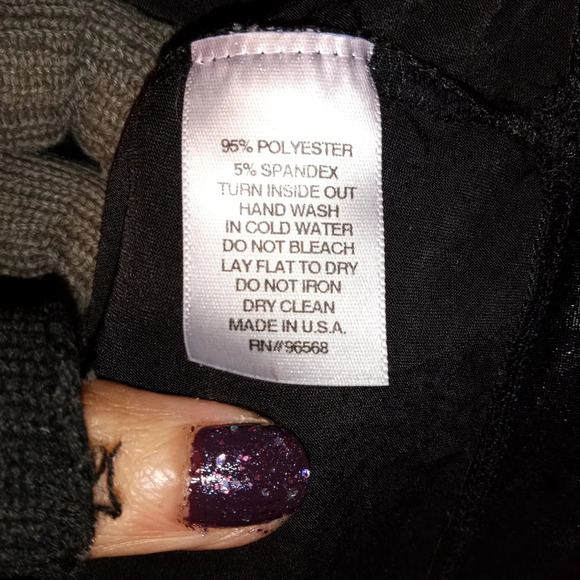 95% POLYESTER
5% SPANDEX
TURN INSIDE OUT
HAND WASH
IN COLD WATER
DO NOT BLEACH
LAY FLAT TO DRY
DO NOT IRON
DRY CLEAN
MADE IN U.S.A.
RN#96568